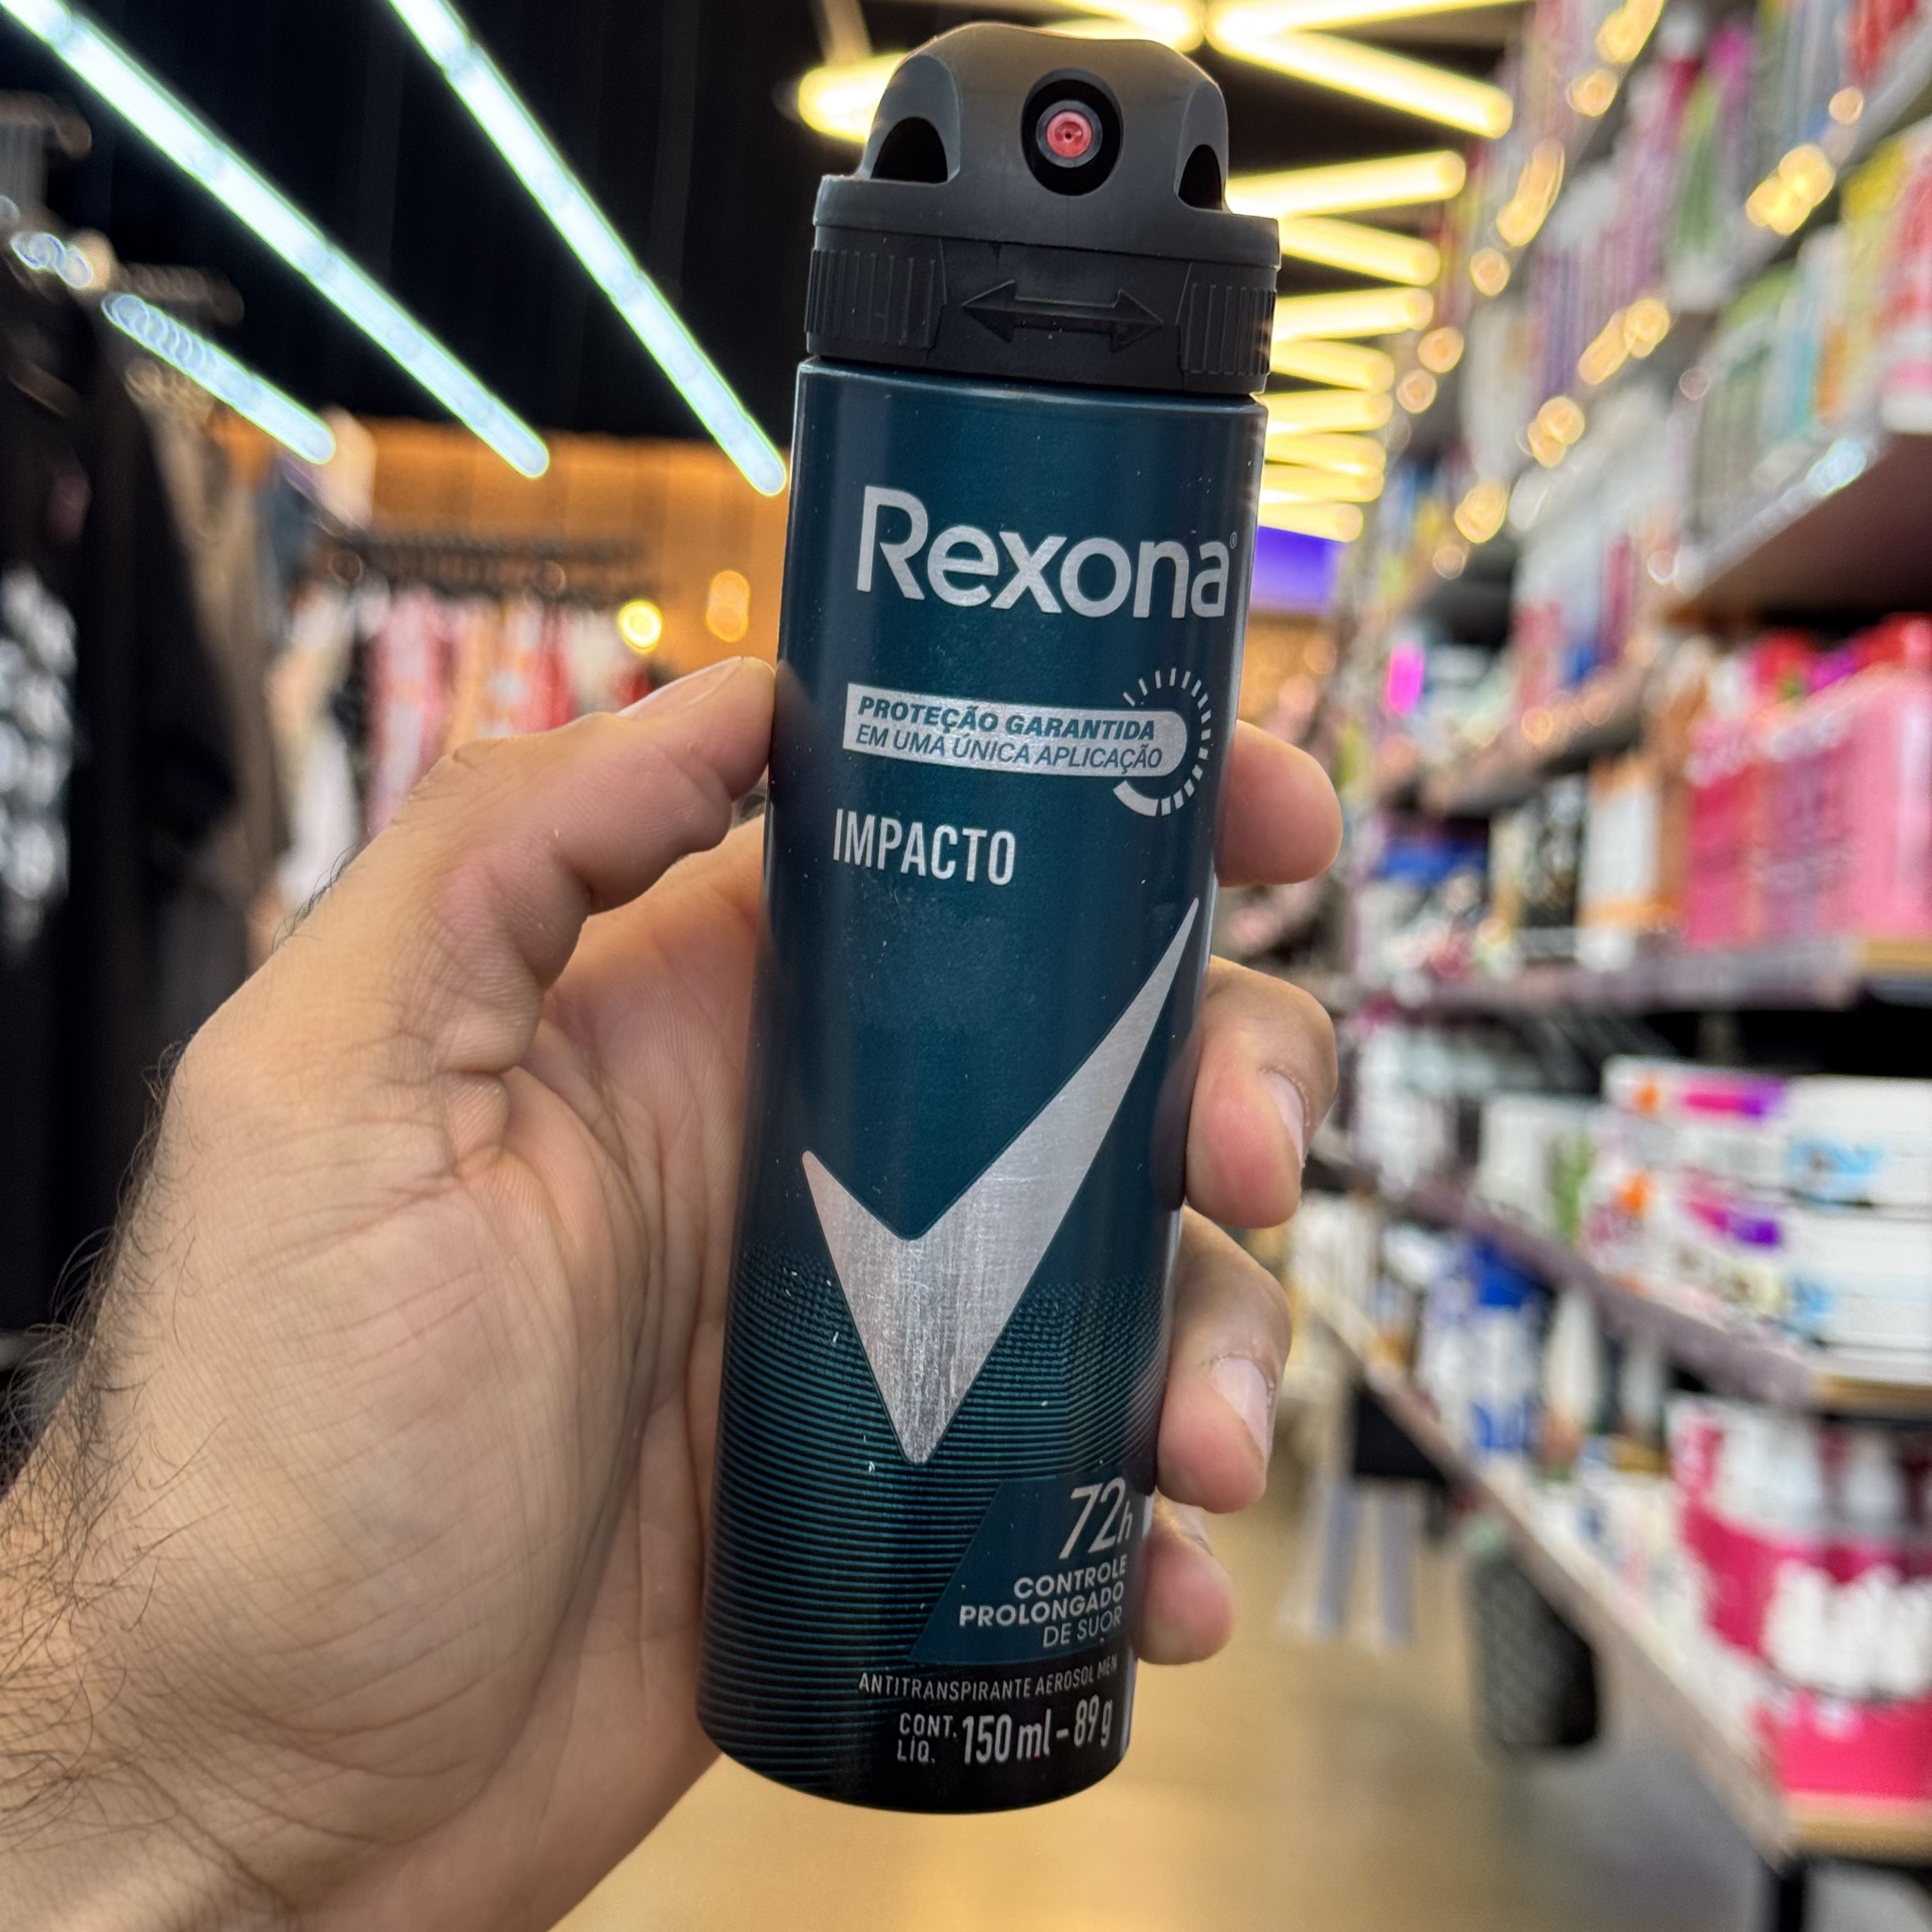 Rexona®
PROTEÇÃO GARANTIDA
EM UMA ÚNICA APLICAÇÃO
IMPACTO
72h
CONTROLE
PROLONGADO
DE SUOR
ANTITRANSPIRANTE AEROSOL MEN
CONT. LÍQ. 150 ml – 89 g